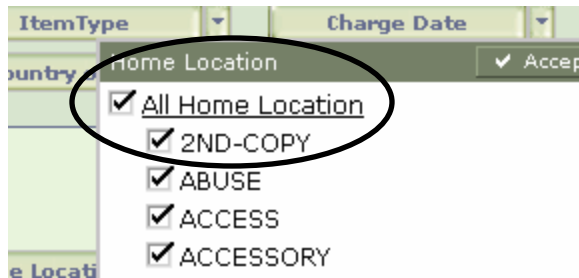 ItemType Charge Date
ountry Home Location Accep
All Home Location
2ND-COPY
ABUSE
ACCESS
ACCESSORY
e Locati